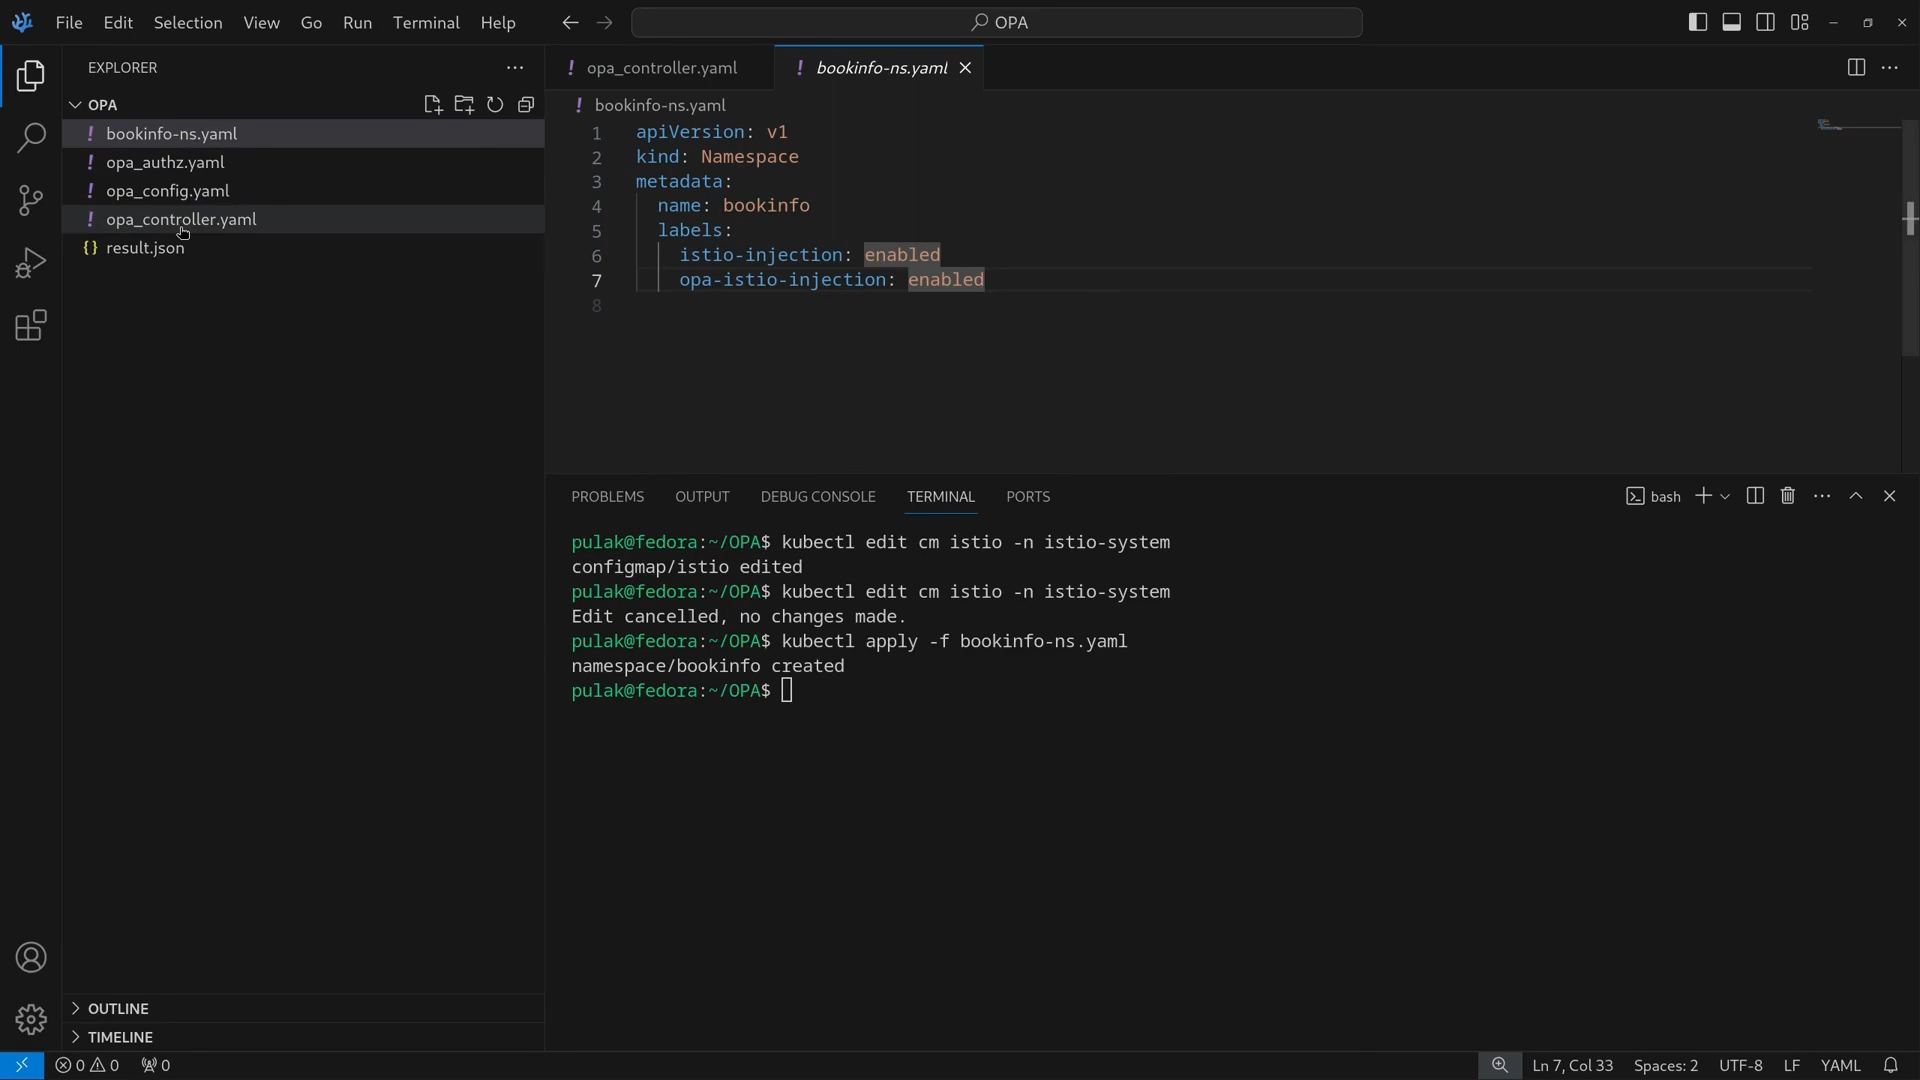 File Edit Selection View Go Run Terminal Help
OPA
EXPLORER
OPA
bookinfo-ns.yaml
opa_authz.yaml
opa_config.yaml
opa_controller.yaml
result.json
OUTLINE
TIMELINE
opa_controller.yaml
bookinfo-ns.yaml
bookinfo-ns.yaml
1 apiVersion: v1
2 kind: Namespace
3 metadata:
4 name: bookinfo
5 labels:
6 istio-injection: enabled
7 opa-istio-injection: enabled
8
PROBLEMS OUTPUT DEBUG CONSOLE TERMINAL PORTS
bash
pulak@fedora:~/OPA$ kubectl edit cm istio -n istio-system
configmap/istio edited
pulak@fedora:~/OPA$ kubectl edit cm istio -n istio-system
Edit cancelled, no changes made.
pulak@fedora:~/OPA$ kubectl apply -f bookinfo-ns.yaml
namespace/bookinfo created
pulak@fedora:~/OPA$
0 0 0
Ln 7, Col 33 Spaces: 2 UTF-8 LF YAML